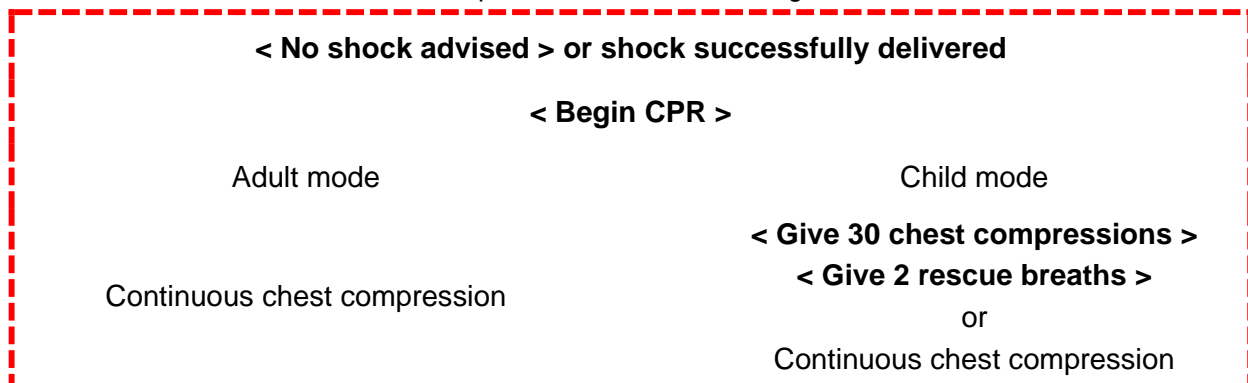 < No shock advised > or shock successfully delivered
< Begin CPR >
Adult mode
Child mode
Continuous chest compression
< Give 30 chest compressions >
< Give 2 rescue breaths >
or
Continuous chest compression